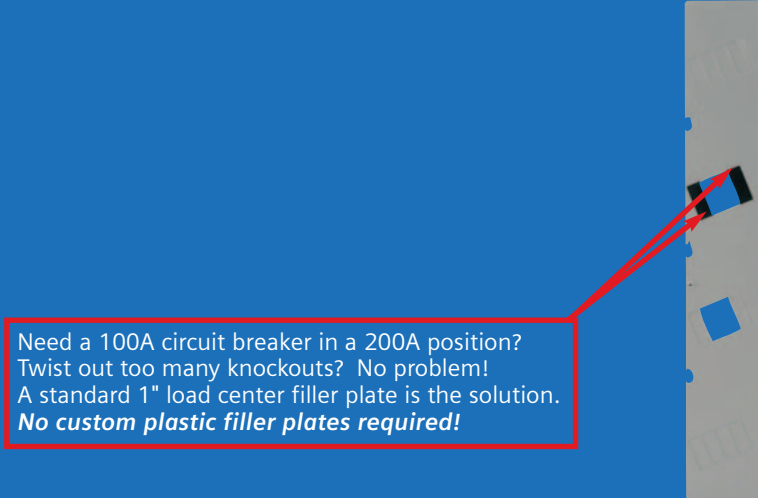 Need a 100A circuit breaker in a 200A position?
Twist out too many knockouts?  No problem!
A standard 1" load center filler plate is the solution.
No custom plastic filler plates required!